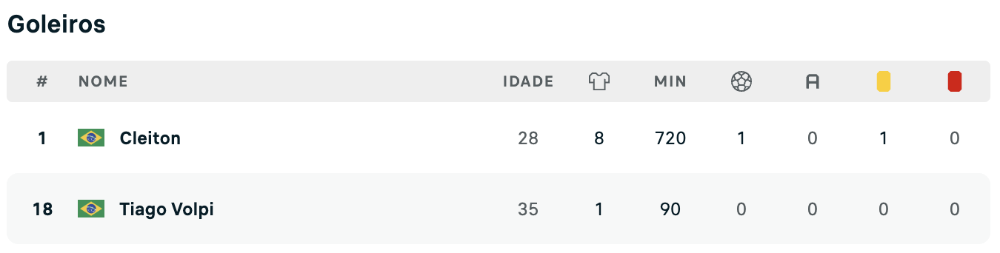 Goleiros
# NOME IDADE MIN A
1 Cleiton 28 8 720 1 0 1 0
18 Tiago Volpi 35 1 90 0 0 0 0